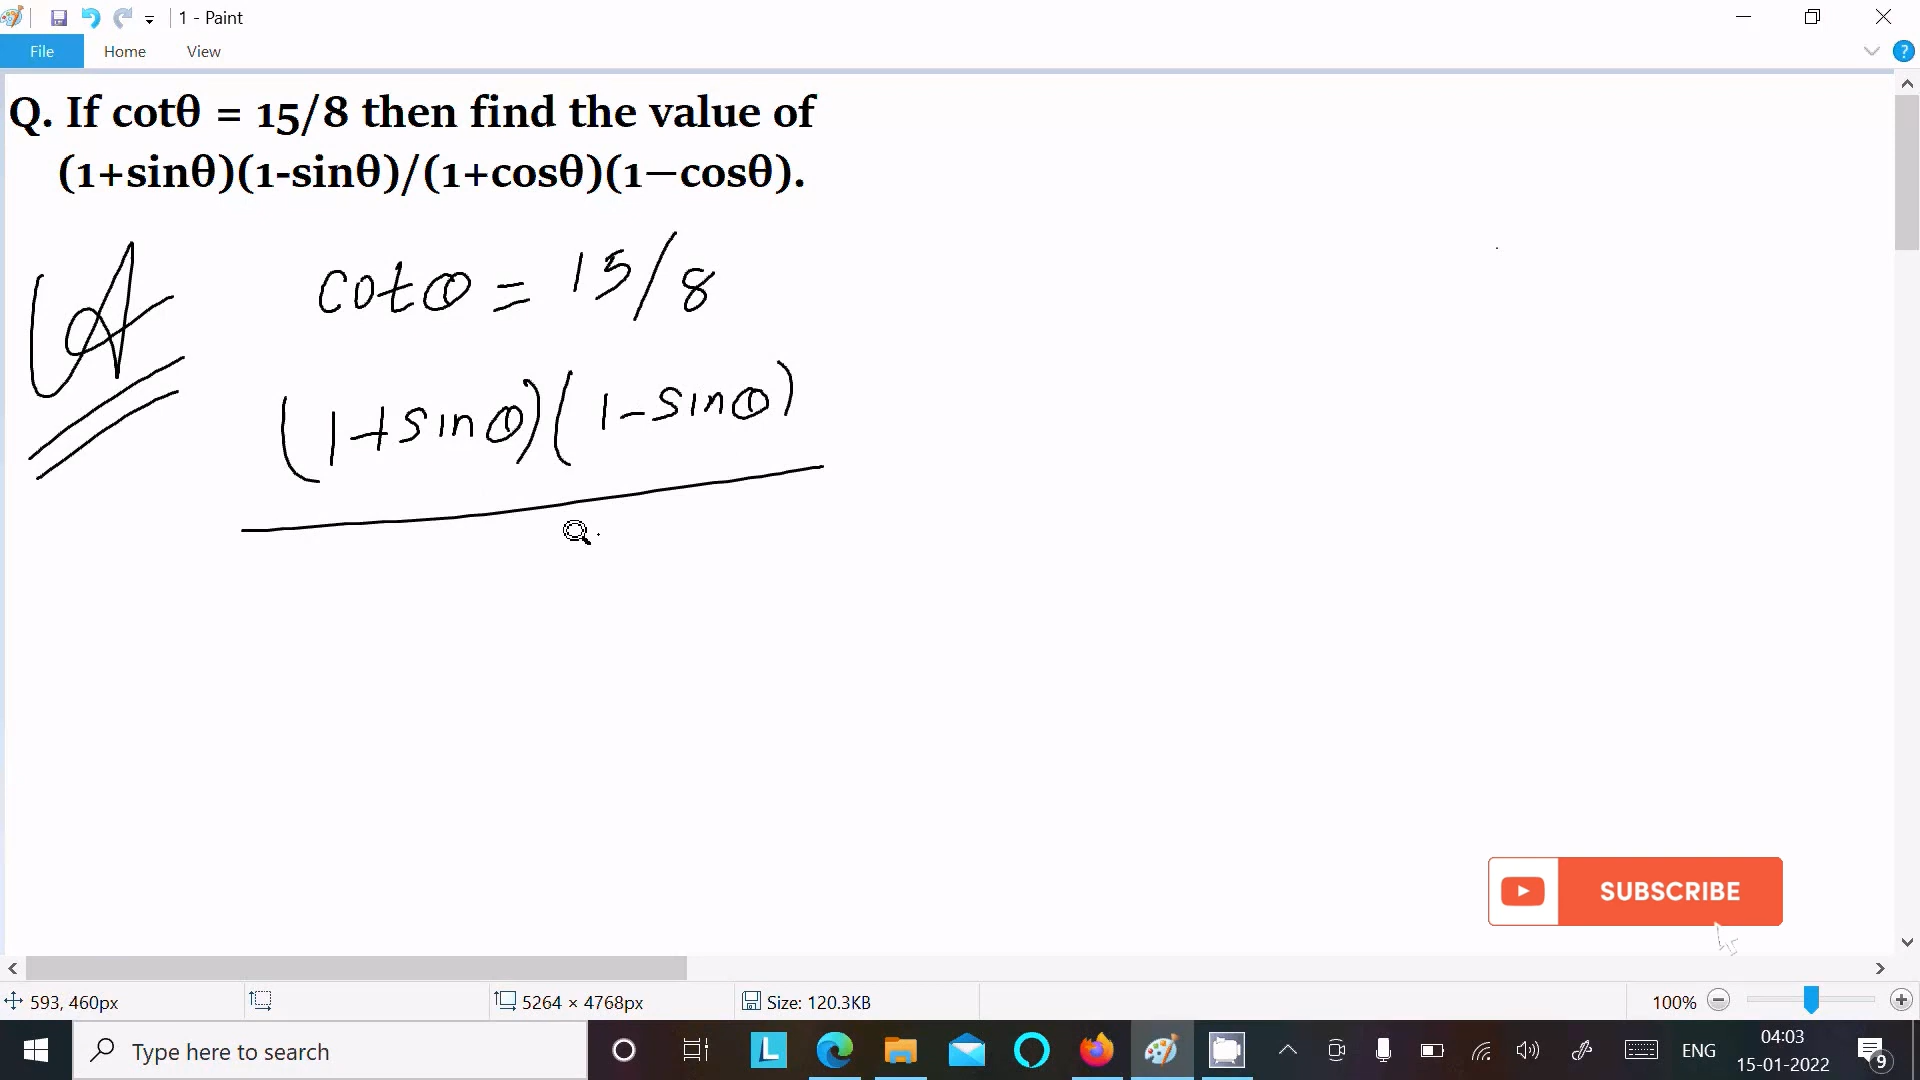 1 - Paint
File Home View
Q. If cotθ = 15/8 then find the value of
(1+sinθ)(1-sinθ)/(1+cosθ)(1−cosθ).
A
cotθ = 15/8
(1+sinθ)(1-sinθ)
SUBSCRIBE
593, 460px 5264 × 4768px Size: 120.3KB 100%
Type here to search
L
ENG
04:03
15-01-2022
9